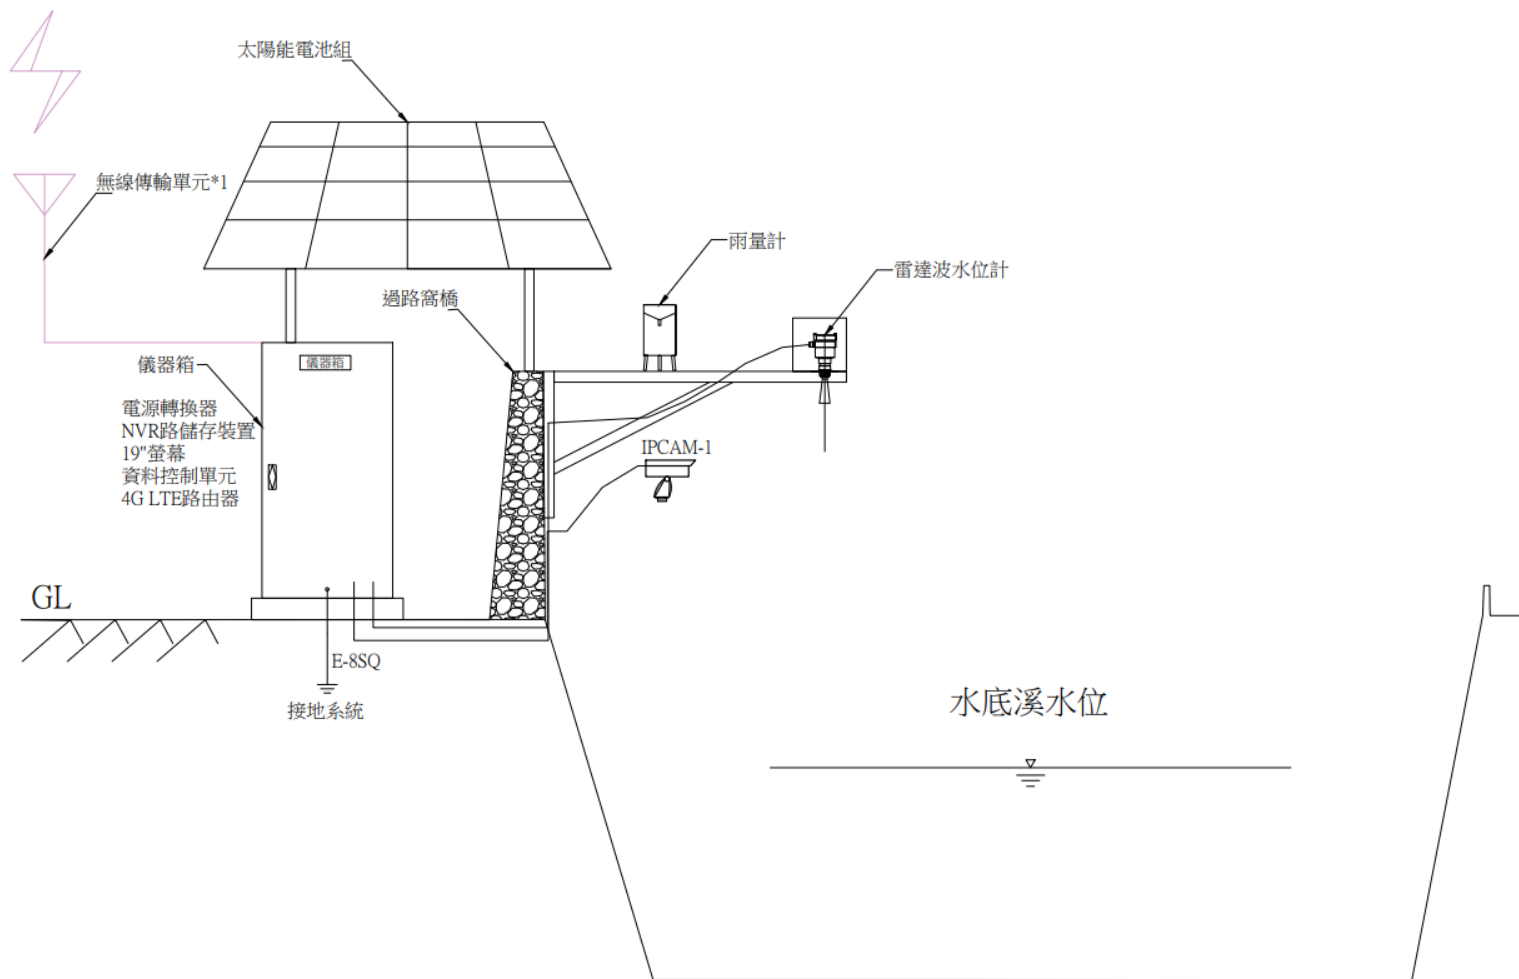 太陽能電池組
無線傳輸單元*1
雨量計
雷達波水位計
過路窩橋
儀器箱
儀器箱
電源轉換器
NVR路儲存裝置
19"螢幕
資料控制單元
4G LTE路由器
IPCAM-1
GL
E-8SQ
接地系統
水底溪水位